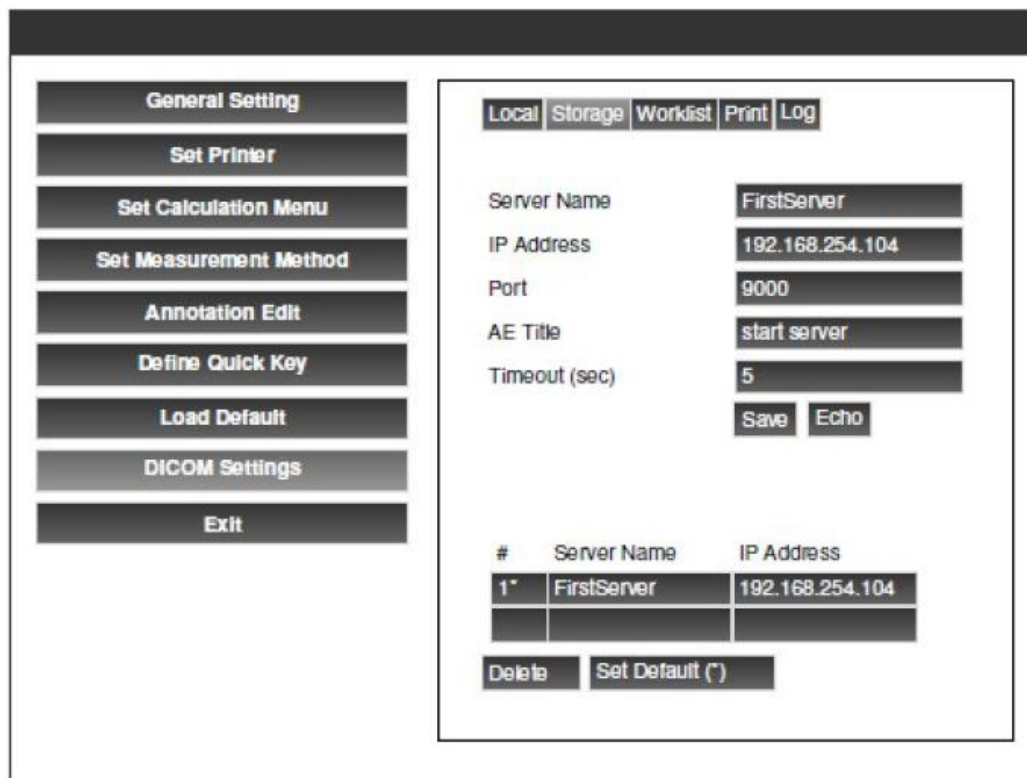 General Setting
Set Printer
Set Calculation Menu
Set Measurement Method
Annotation Edit
Define Quick Key
Load Default
DICOM Settings
Exit
Local Storage Worklist Print Log
Server Name FirstServer
IP Address 192.168.254.104
Port 9000
AE Title start server
Timeout (sec) 5
Save Echo
# Server Name IP Address
1* FirstServer 192.168.254.104
Delete Set Default (*)